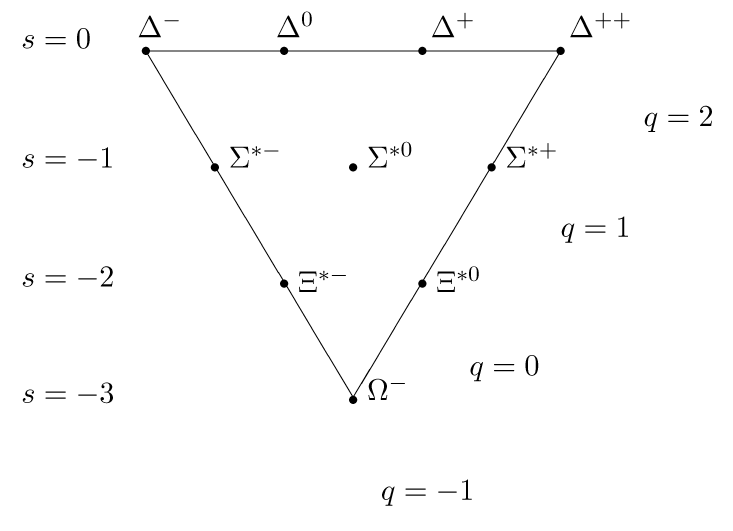 s = 0 Δ⁻ Δ⁰ Δ⁺ Δ⁺⁺
q = 2
s = −1 Σ*⁻ Σ*⁰ Σ*⁺
q = 1
s = −2 Ξ*⁻ Ξ*⁰
q = 0
s = −3 Ω⁻
q = −1